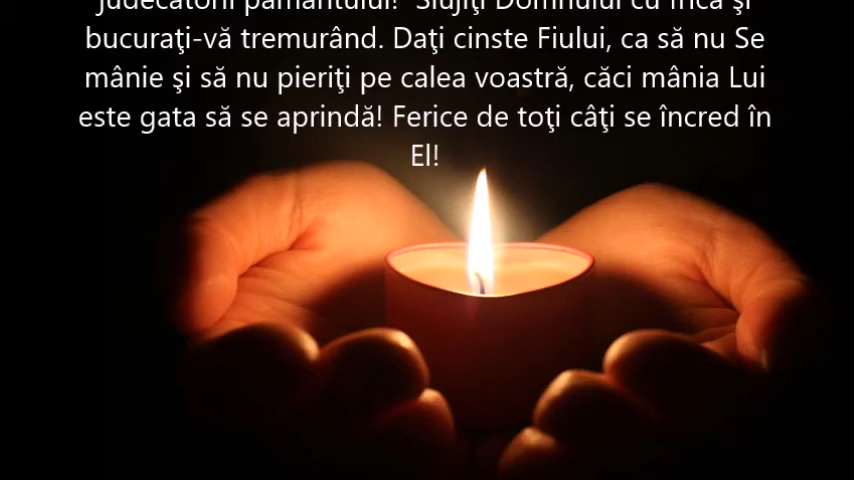 judecătorii pământului! Slujiţi Domnului cu frică şi
bucuraţi-vă tremurând. Daţi cinste Fiului, ca să nu Se
mânie şi să nu pieriţi pe calea voastră, căci mânia Lui
este gata să se aprindă! Ferice de toţi câţi se încred în
El!